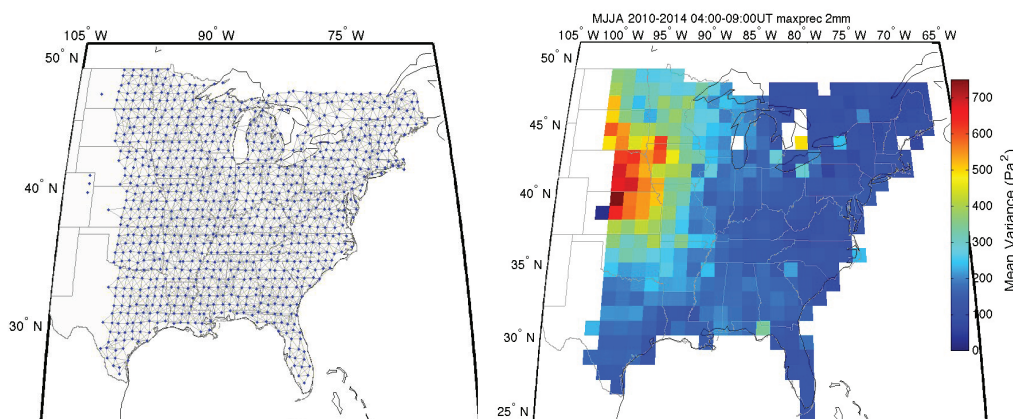 105° W
90° W
75° W
50° N
40° N
30° N
MJJA 2010-2014 04:00-09:00UT maxprec 2mm
105° W 100° W 95° W 90° W 85° W 80° W 75° W 70° W 65° W
50° N
45° N
40° N
35° N
30° N
25° N
700
600
500
400
300
200
100
0
Mean Variance (Pa²)